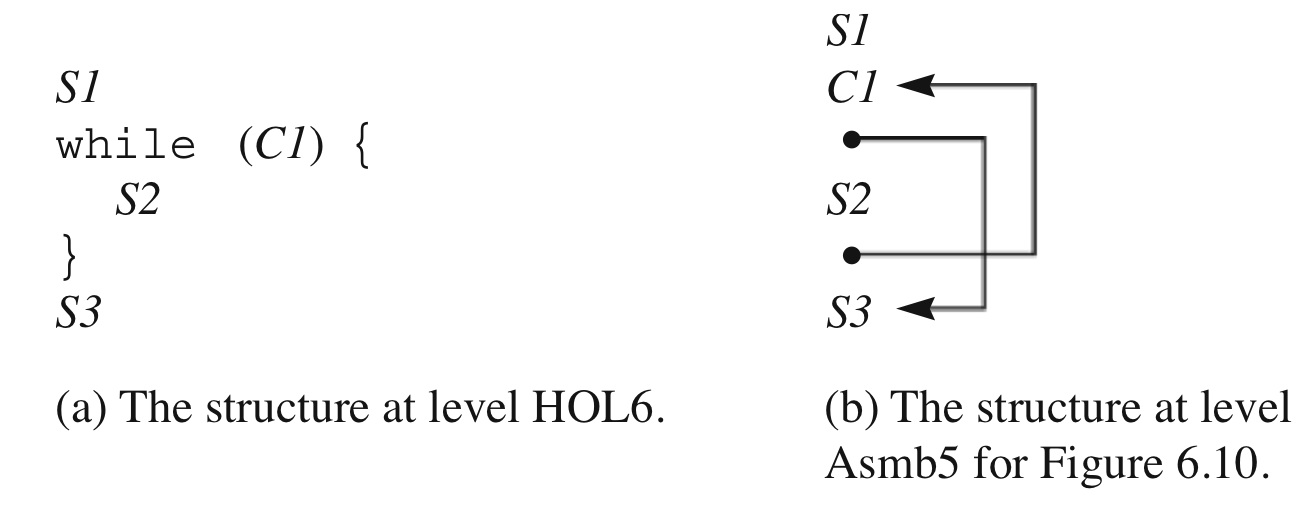 S1
while (C1) {
S2
}
S3
(a) The structure at level HOL6.
S1
C1
S2
S3
(b) The structure at level
Asmb5 for Figure 6.10.